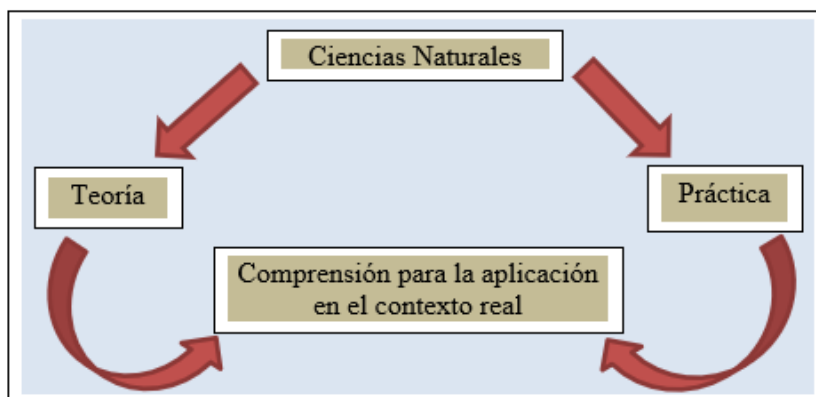 Ciencias Naturales
Teoría
Práctica
Comprensión para la aplicación
en el contexto real